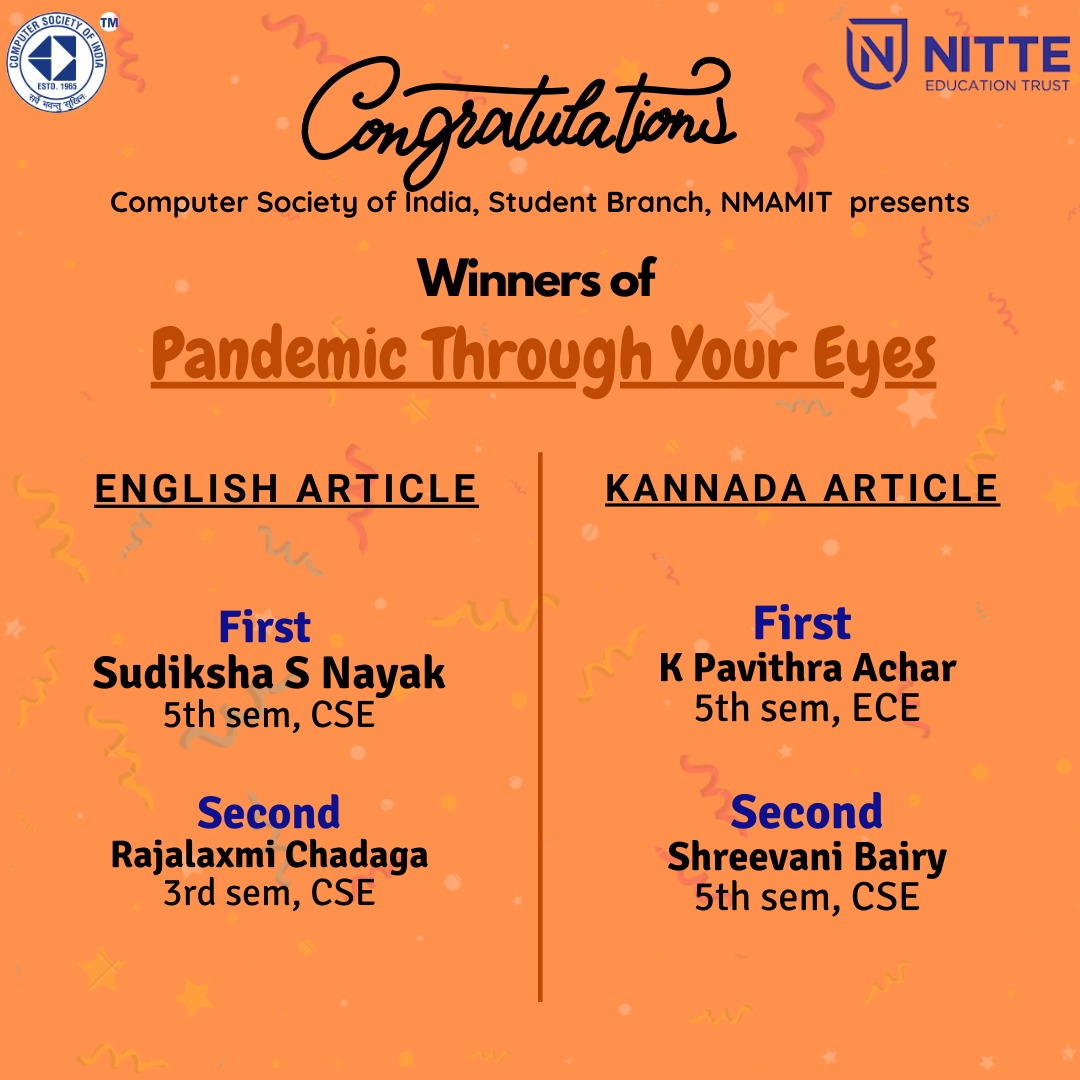 COMPUTER SOCIETY OF INDIA
ESTD. 1965
सर्वे भवन्तु सुखिनः
TM
NITTE
EDUCATION TRUST
Congratulations
Computer Society of India, Student Branch, NMAMIT presents
Winners of
Pandemic Through Your Eyes
ENGLISH ARTICLE
First
Sudiksha S Nayak
5th sem, CSE
Second
Rajalaxmi Chadaga
3rd sem, CSE
KANNADA ARTICLE
First
K Pavithra Achar
5th sem, ECE
Second
Shreevani Bairy
5th sem, CSE